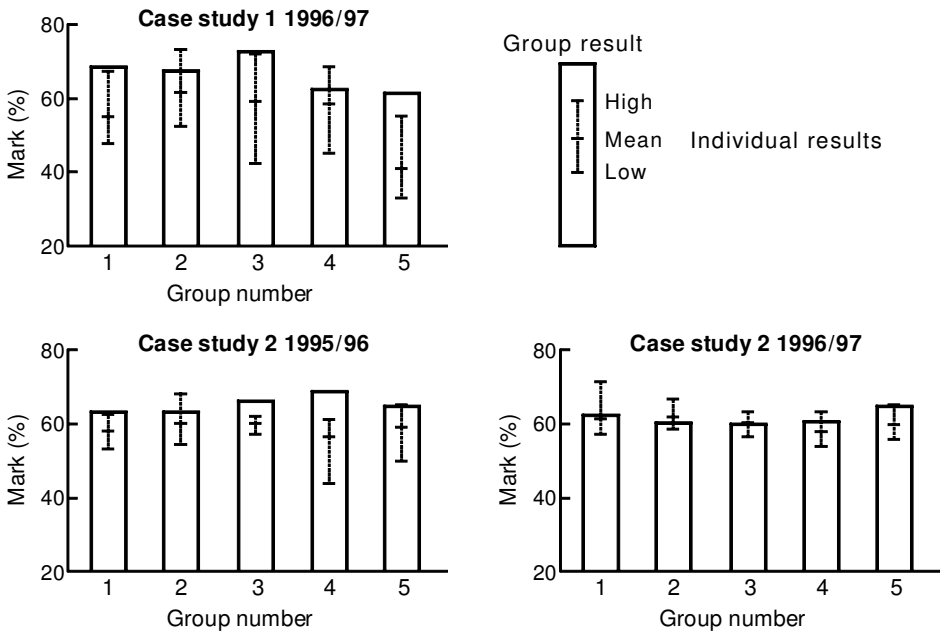 Case study 1 1996/97
80
60
40
20
Mark (%)
1 2 3 4 5
Group number
Group result
High
Mean
Low
Individual results
Case study 2 1995/96
80
60
40
20
Mark (%)
1 2 3 4 5
Group number
Case study 2 1996/97
80
60
40
20
Mark (%)
1 2 3 4 5
Group number